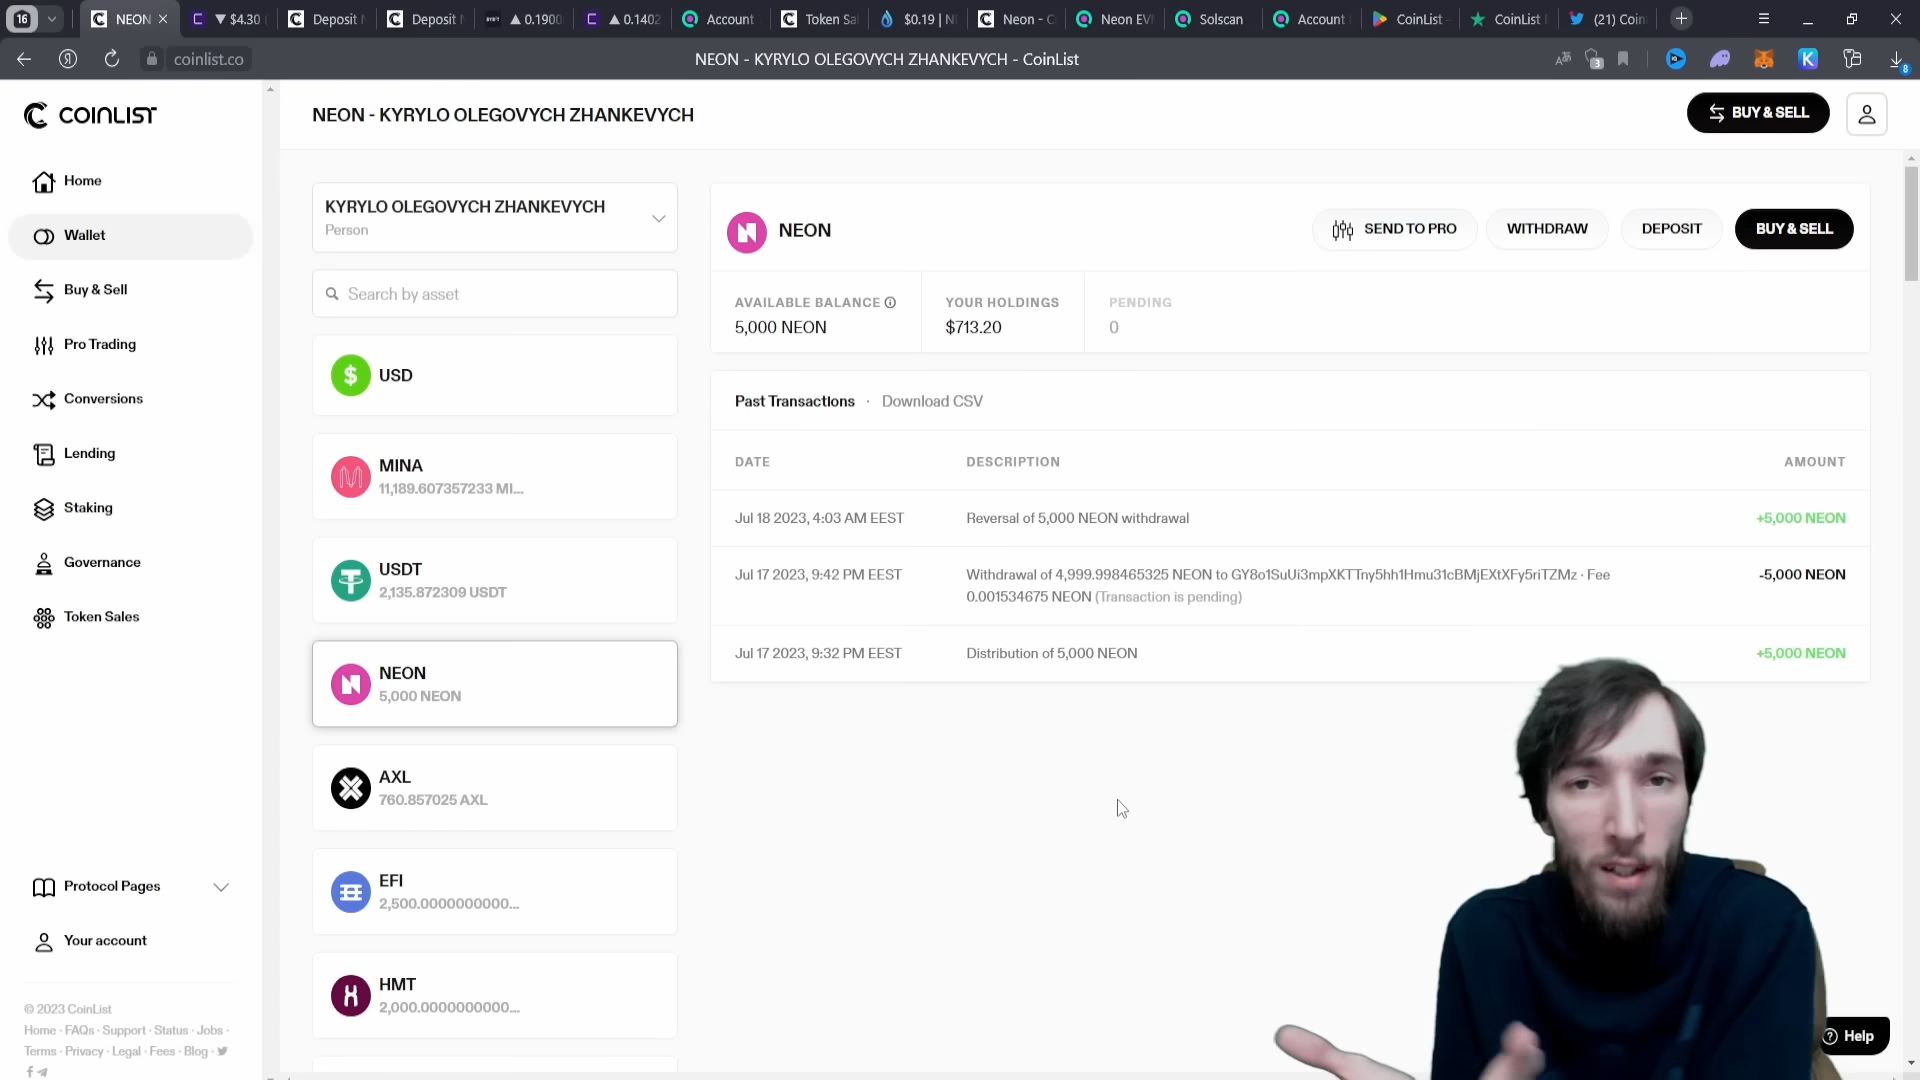 16
NEON
▼ $4.30
Deposit
Deposit
▲ 0.1900
▲ 0.1402
Account
Token Sa
$0.19 | N
Neon - C
Neon EV
Solscan
Account
CoinList
CoinList
(21) Coin
coinlist.co
NEON - KYRYLO OLEGOVYCH ZHANKEVYCH - CoinList
3
K
8
COINLIST
NEON - KYRYLO OLEGOVYCH ZHANKEVYCH
BUY & SELL
Home
Wallet
Buy & Sell
Pro Trading
Conversions
Lending
Staking
Governance
Token Sales
Protocol Pages
Your account
© 2023 CoinList
Home · FAQs · Support · Status · Jobs ·
Terms · Privacy · Legal · Fees · Blog ·
KYRYLO OLEGOVYCH ZHANKEVYCH
Person
Search by asset
USD
MINA
11,189.607357233 MI...
USDT
2,135.872309 USDT
NEON
5,000 NEON
AXL
760.857025 AXL
EFI
2,500.0000000000...
HMT
2,000.0000000000...
NEON
SEND TO PRO
WITHDRAW
DEPOSIT
BUY & SELL
AVAILABLE BALANCE
5,000 NEON
YOUR HOLDINGS
$713.20
PENDING
0
Past Transactions · Download CSV
DATE DESCRIPTION AMOUNT
Jul 18 2023, 4:03 AM EEST Reversal of 5,000 NEON withdrawal +5,000 NEON
Jul 17 2023, 9:42 PM EEST Withdrawal of 4,999.998465325 NEON to GY8o1SuUi3mpXKTTny5hh1Hmu31cBMjEXtXFy5riTZMz · Fee -5,000 NEON
0.001534675 NEON (Transaction is pending)
Jul 17 2023, 9:32 PM EEST Distribution of 5,000 NEON +5,000 NEON
Help